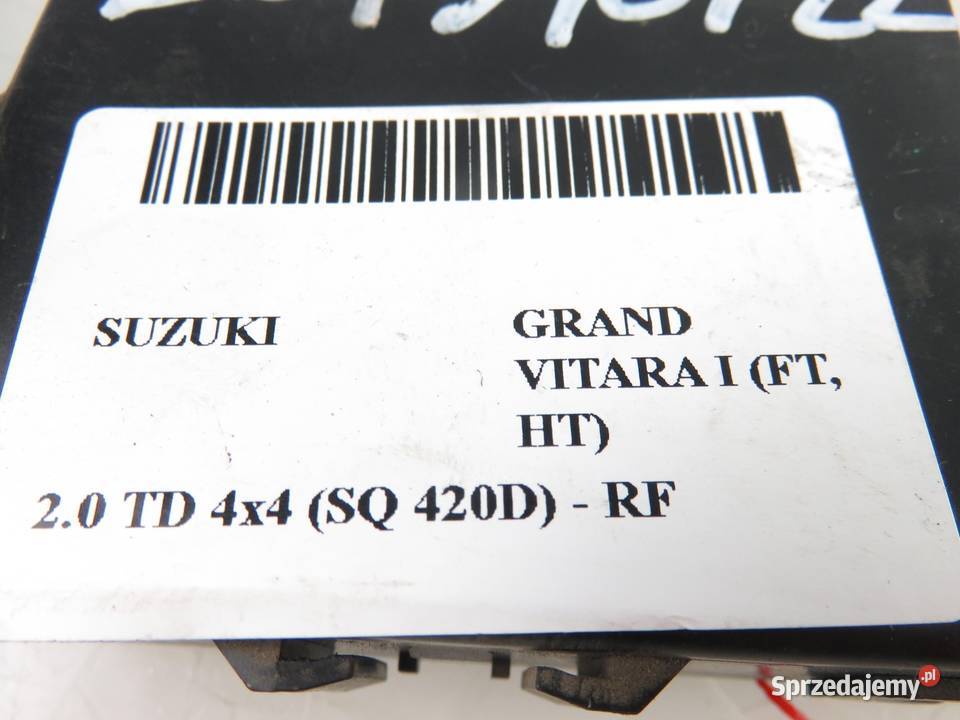 SUZUKI
GRAND
VITARA I (FT,
HT)
2.0 TD 4x4 (SQ 420D) - RF
Sprzedajemy.pl